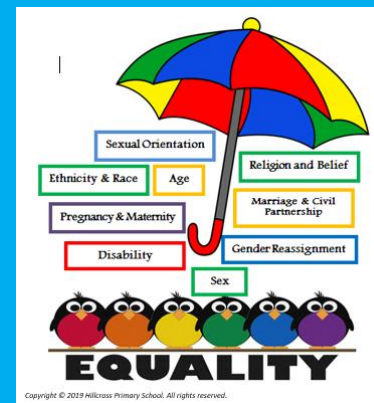 Sexual Orientation
Religion and Belief
Ethnicity & Race
Age
Marriage & Civil
Partnership
Pregnancy & Maternity
Gender Reassignment
Disability
Sex
EQUALITY
Copyright © 2019 Hillcross Primary School. All rights reserved.